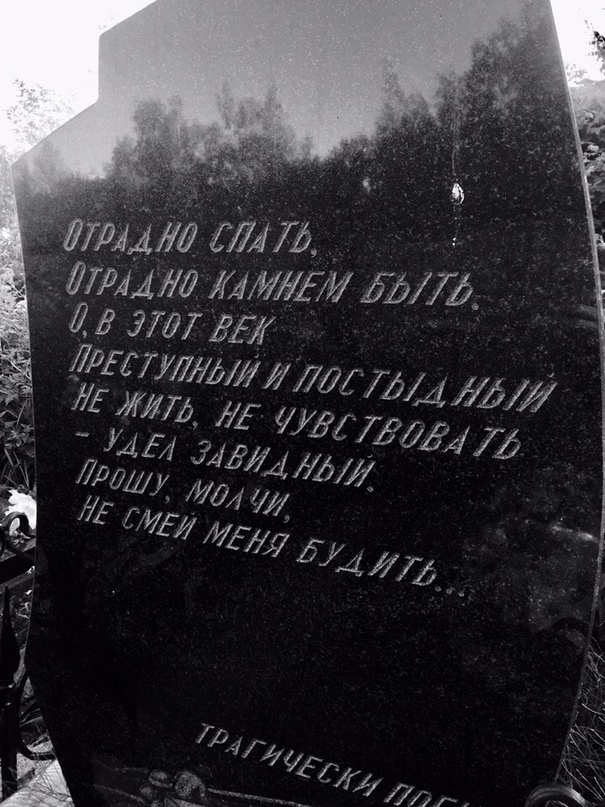 ОТРАДНО СПАТЬ,
ОТРАДНО КАМНЕМ БЫТЬ.
О, В ЭТОТ ВЕК
ПРЕСТУПНЫЙ И ПОСТЫДНЫЙ
НЕ ЖИТЬ, НЕ ЧУВСТВОВАТЬ
- УДЕЛ ЗАВИДНЫЙ.
ПРОШУ, МОЛЧИ,
НЕ СМЕЙ МЕНЯ БУДИТЬ...
ТРАГИЧЕСКИ